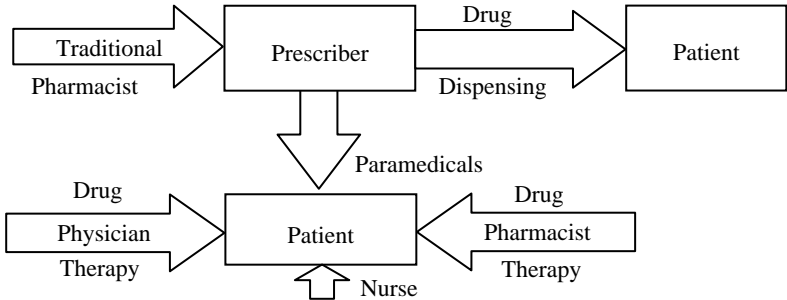 Drug
Traditional
Prescriber
Patient
Pharmacist
Dispensing
Paramedicals
Drug
Drug
Physician
Patient
Pharmacist
Therapy
Therapy
Nurse